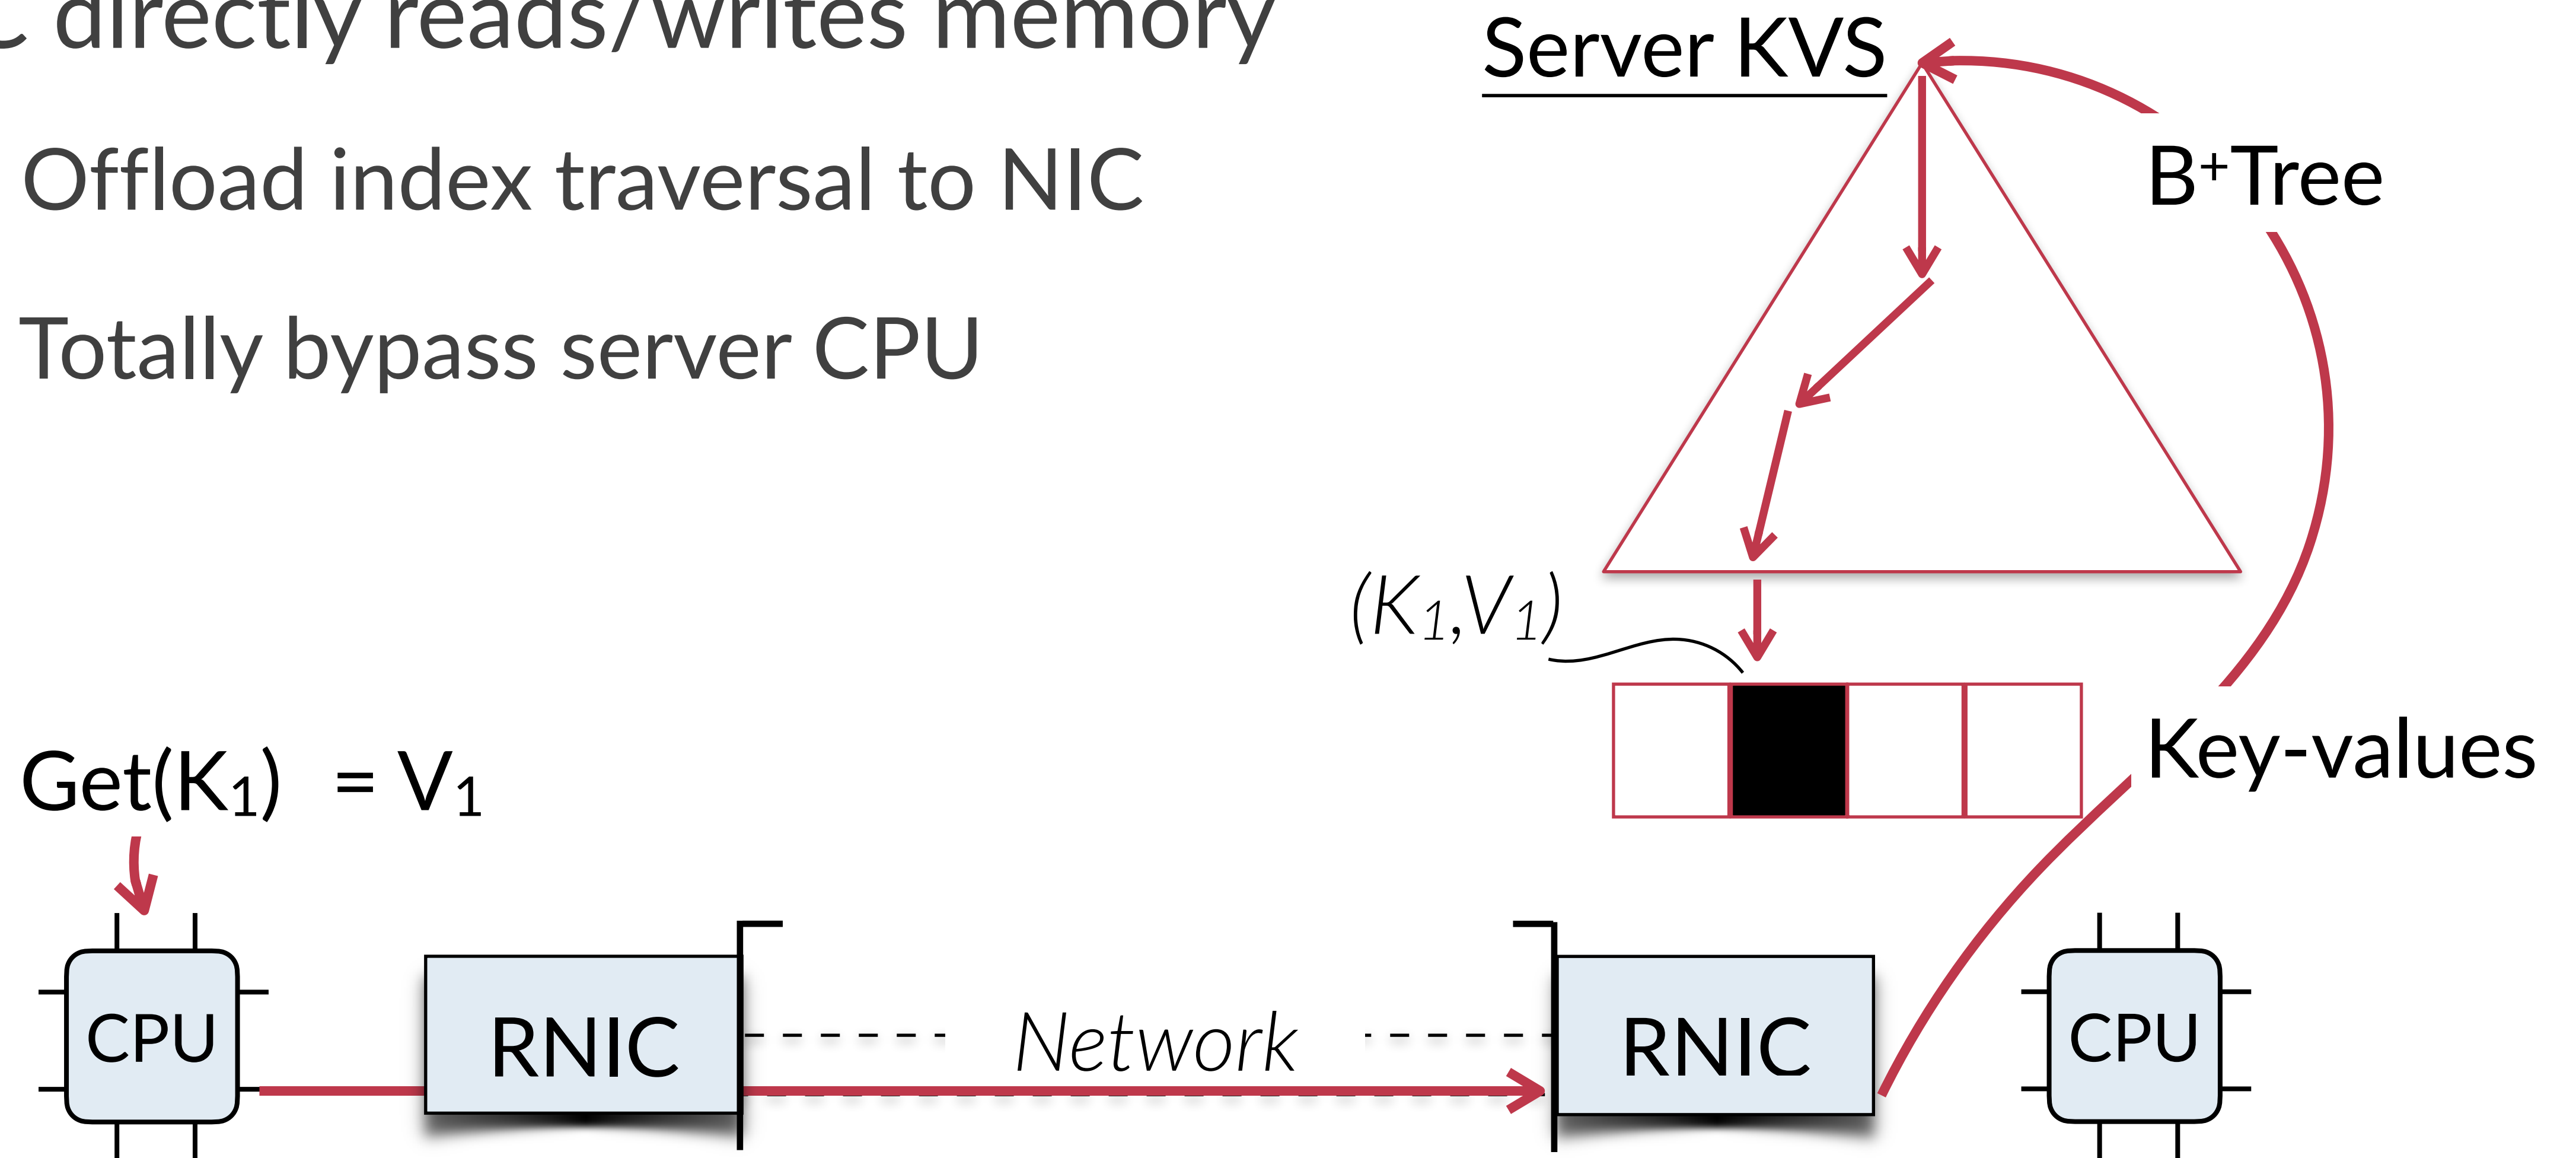 C directly reads/writes memory
Offload index traversal to NIC
Totally bypass server CPU
Server KVS
B⁺Tree
(K₁,V₁)
Key-values
Get(K₁) = V₁
CPU
RNIC
Network
RNIC
CPU